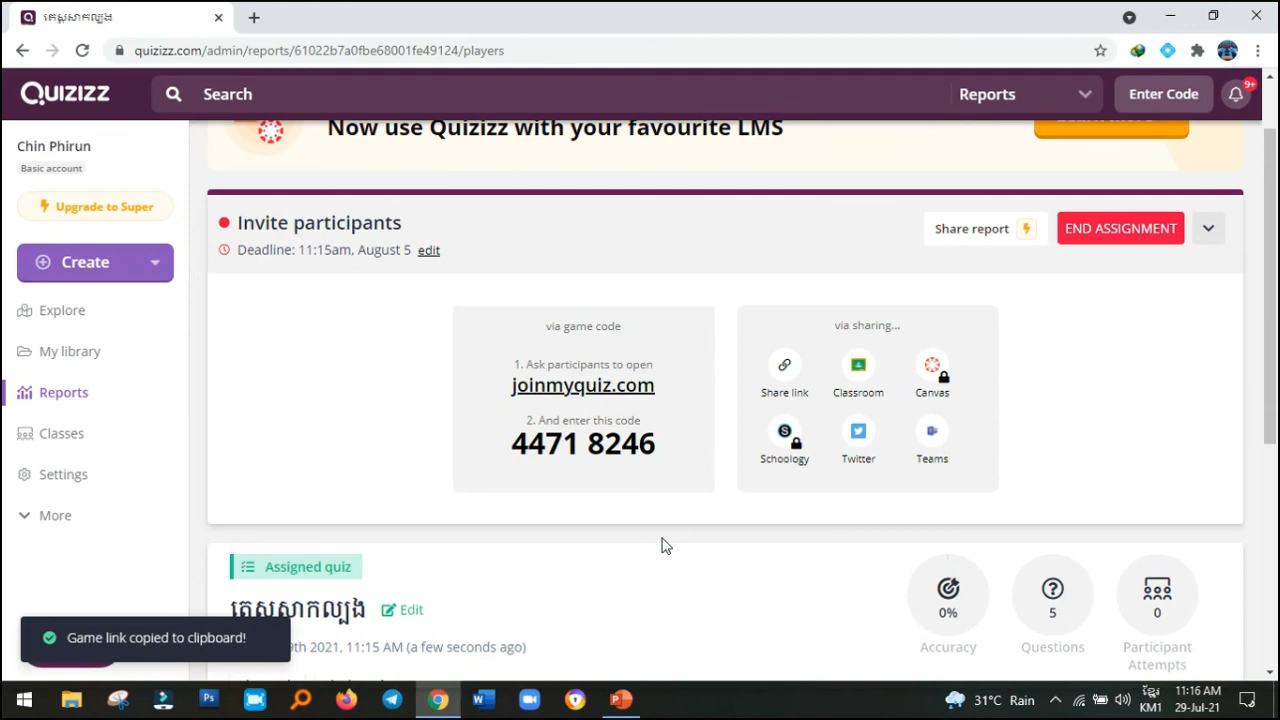 តេស្តសាកល្បង
quizizz.com/admin/reports/61022b7a0fbe68001fe49124/players
QUIZIZZ
Search
Reports
Enter Code
9+
Chin Phirun
Basic account
Upgrade to Super
Create
Explore
My library
Reports
Classes
Settings
More
Now use Quizizz with your favourite LMS
Invite participants
Deadline: 11:15am, August 5 edit
Share report
END ASSIGNMENT
via game code
1. Ask participants to open
joinmyquiz.com
2. And enter this code
4471 8246
via sharing...
Share link
Classroom
Canvas
Schoology
Twitter
Teams
Assigned quiz
តេស្តសាកល្បង Edit
th 2021, 11:15 AM (a few seconds ago)
0%
Accuracy
5
Questions
0
Participant
Attempts
Game link copied to clipboard!
31°C Rain
ខ្មែរ
KM1
11:16 AM
29-Jul-21